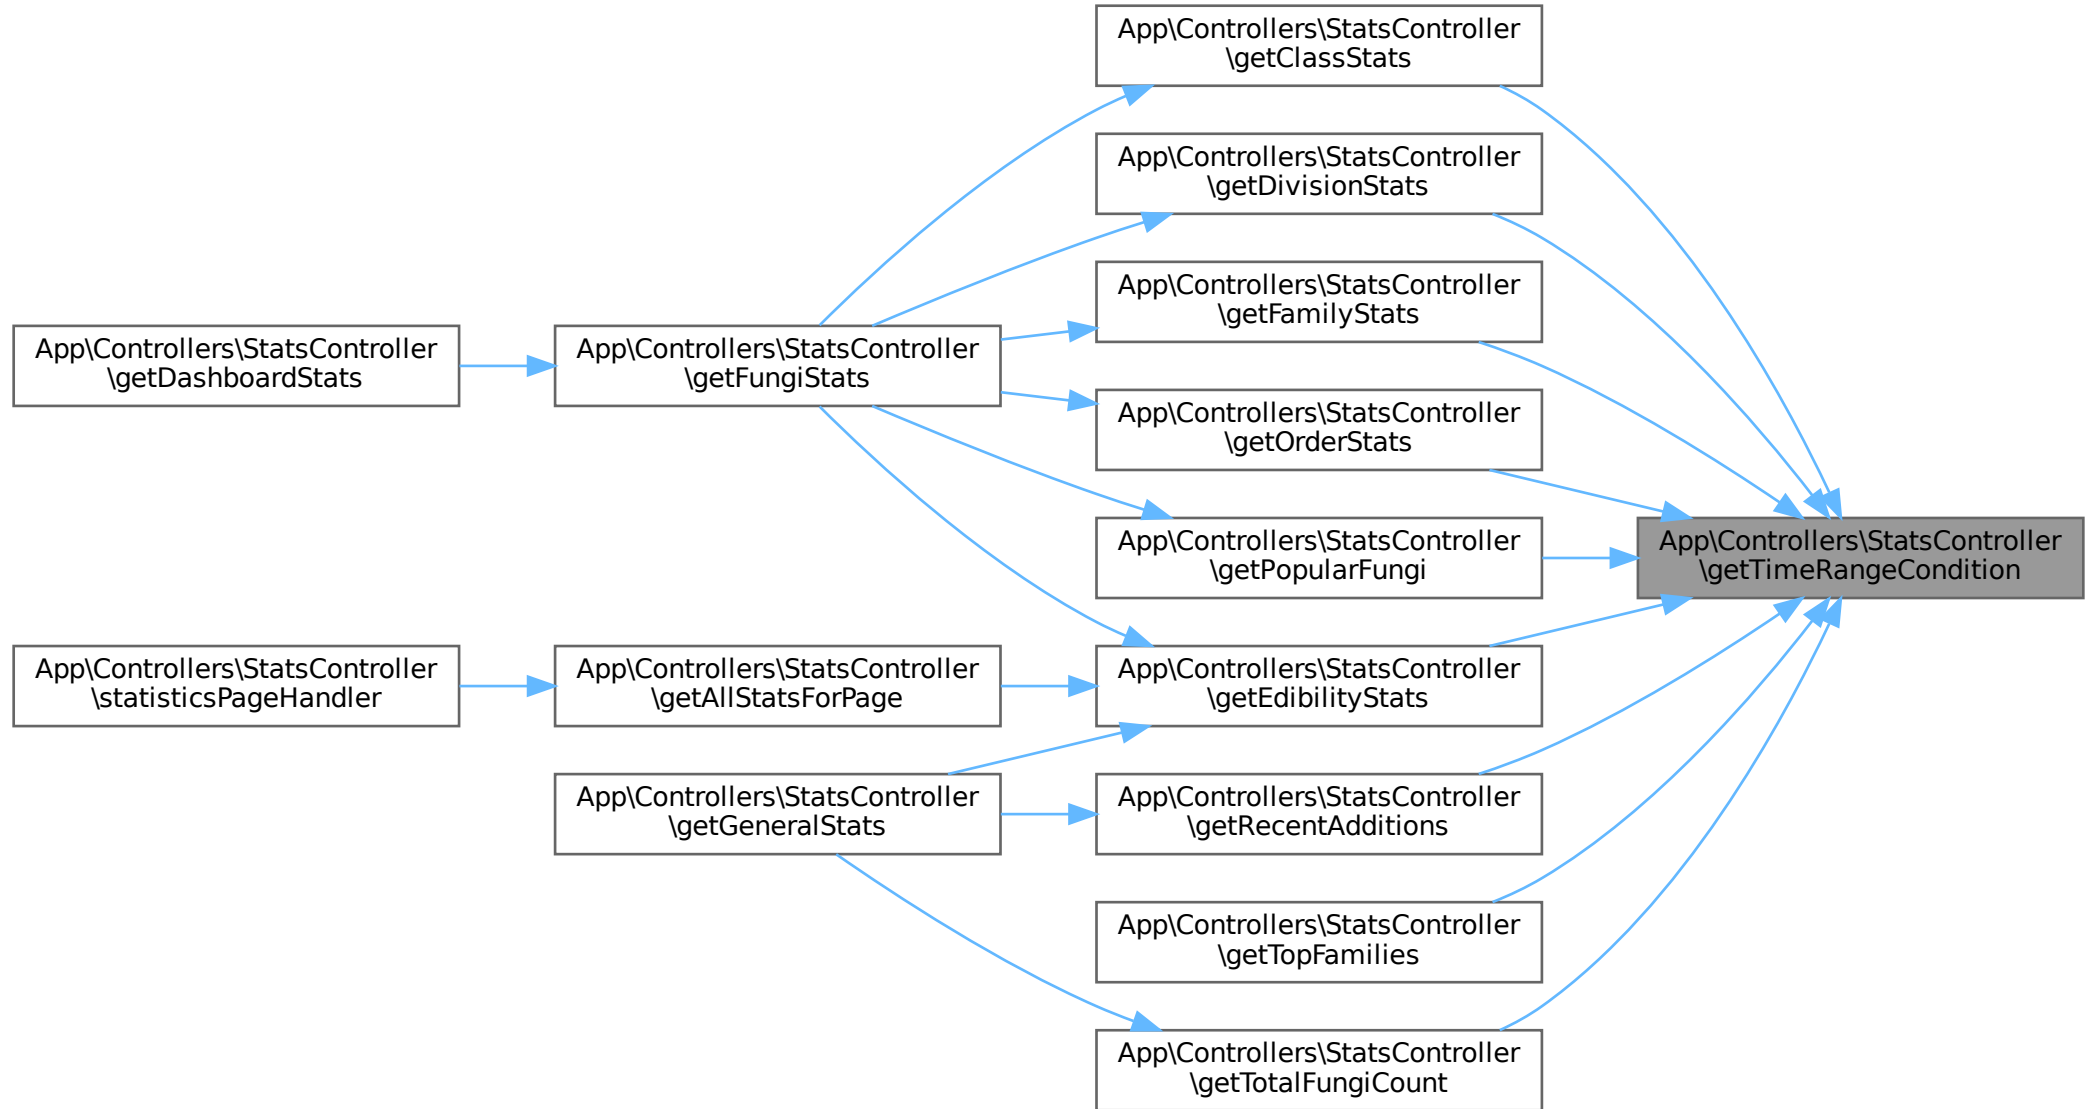 App\Controllers\StatsController
\getClassStats
App\Controllers\StatsController
\getDivisionStats
App\Controllers\StatsController
\getFamilyStats
App\Controllers\StatsController
\getDashboardStats
App\Controllers\StatsController
\getFungiStats
App\Controllers\StatsController
\getOrderStats
App\Controllers\StatsController
\getPopularFungi
App\Controllers\StatsController
\getTimeRangeCondition
App\Controllers\StatsController
\statisticsPageHandler
App\Controllers\StatsController
\getAllStatsForPage
App\Controllers\StatsController
\getEdibilityStats
App\Controllers\StatsController
\getGeneralStats
App\Controllers\StatsController
\getRecentAdditions
App\Controllers\StatsController
\getTopFamilies
App\Controllers\StatsController
\getTotalFungiCount